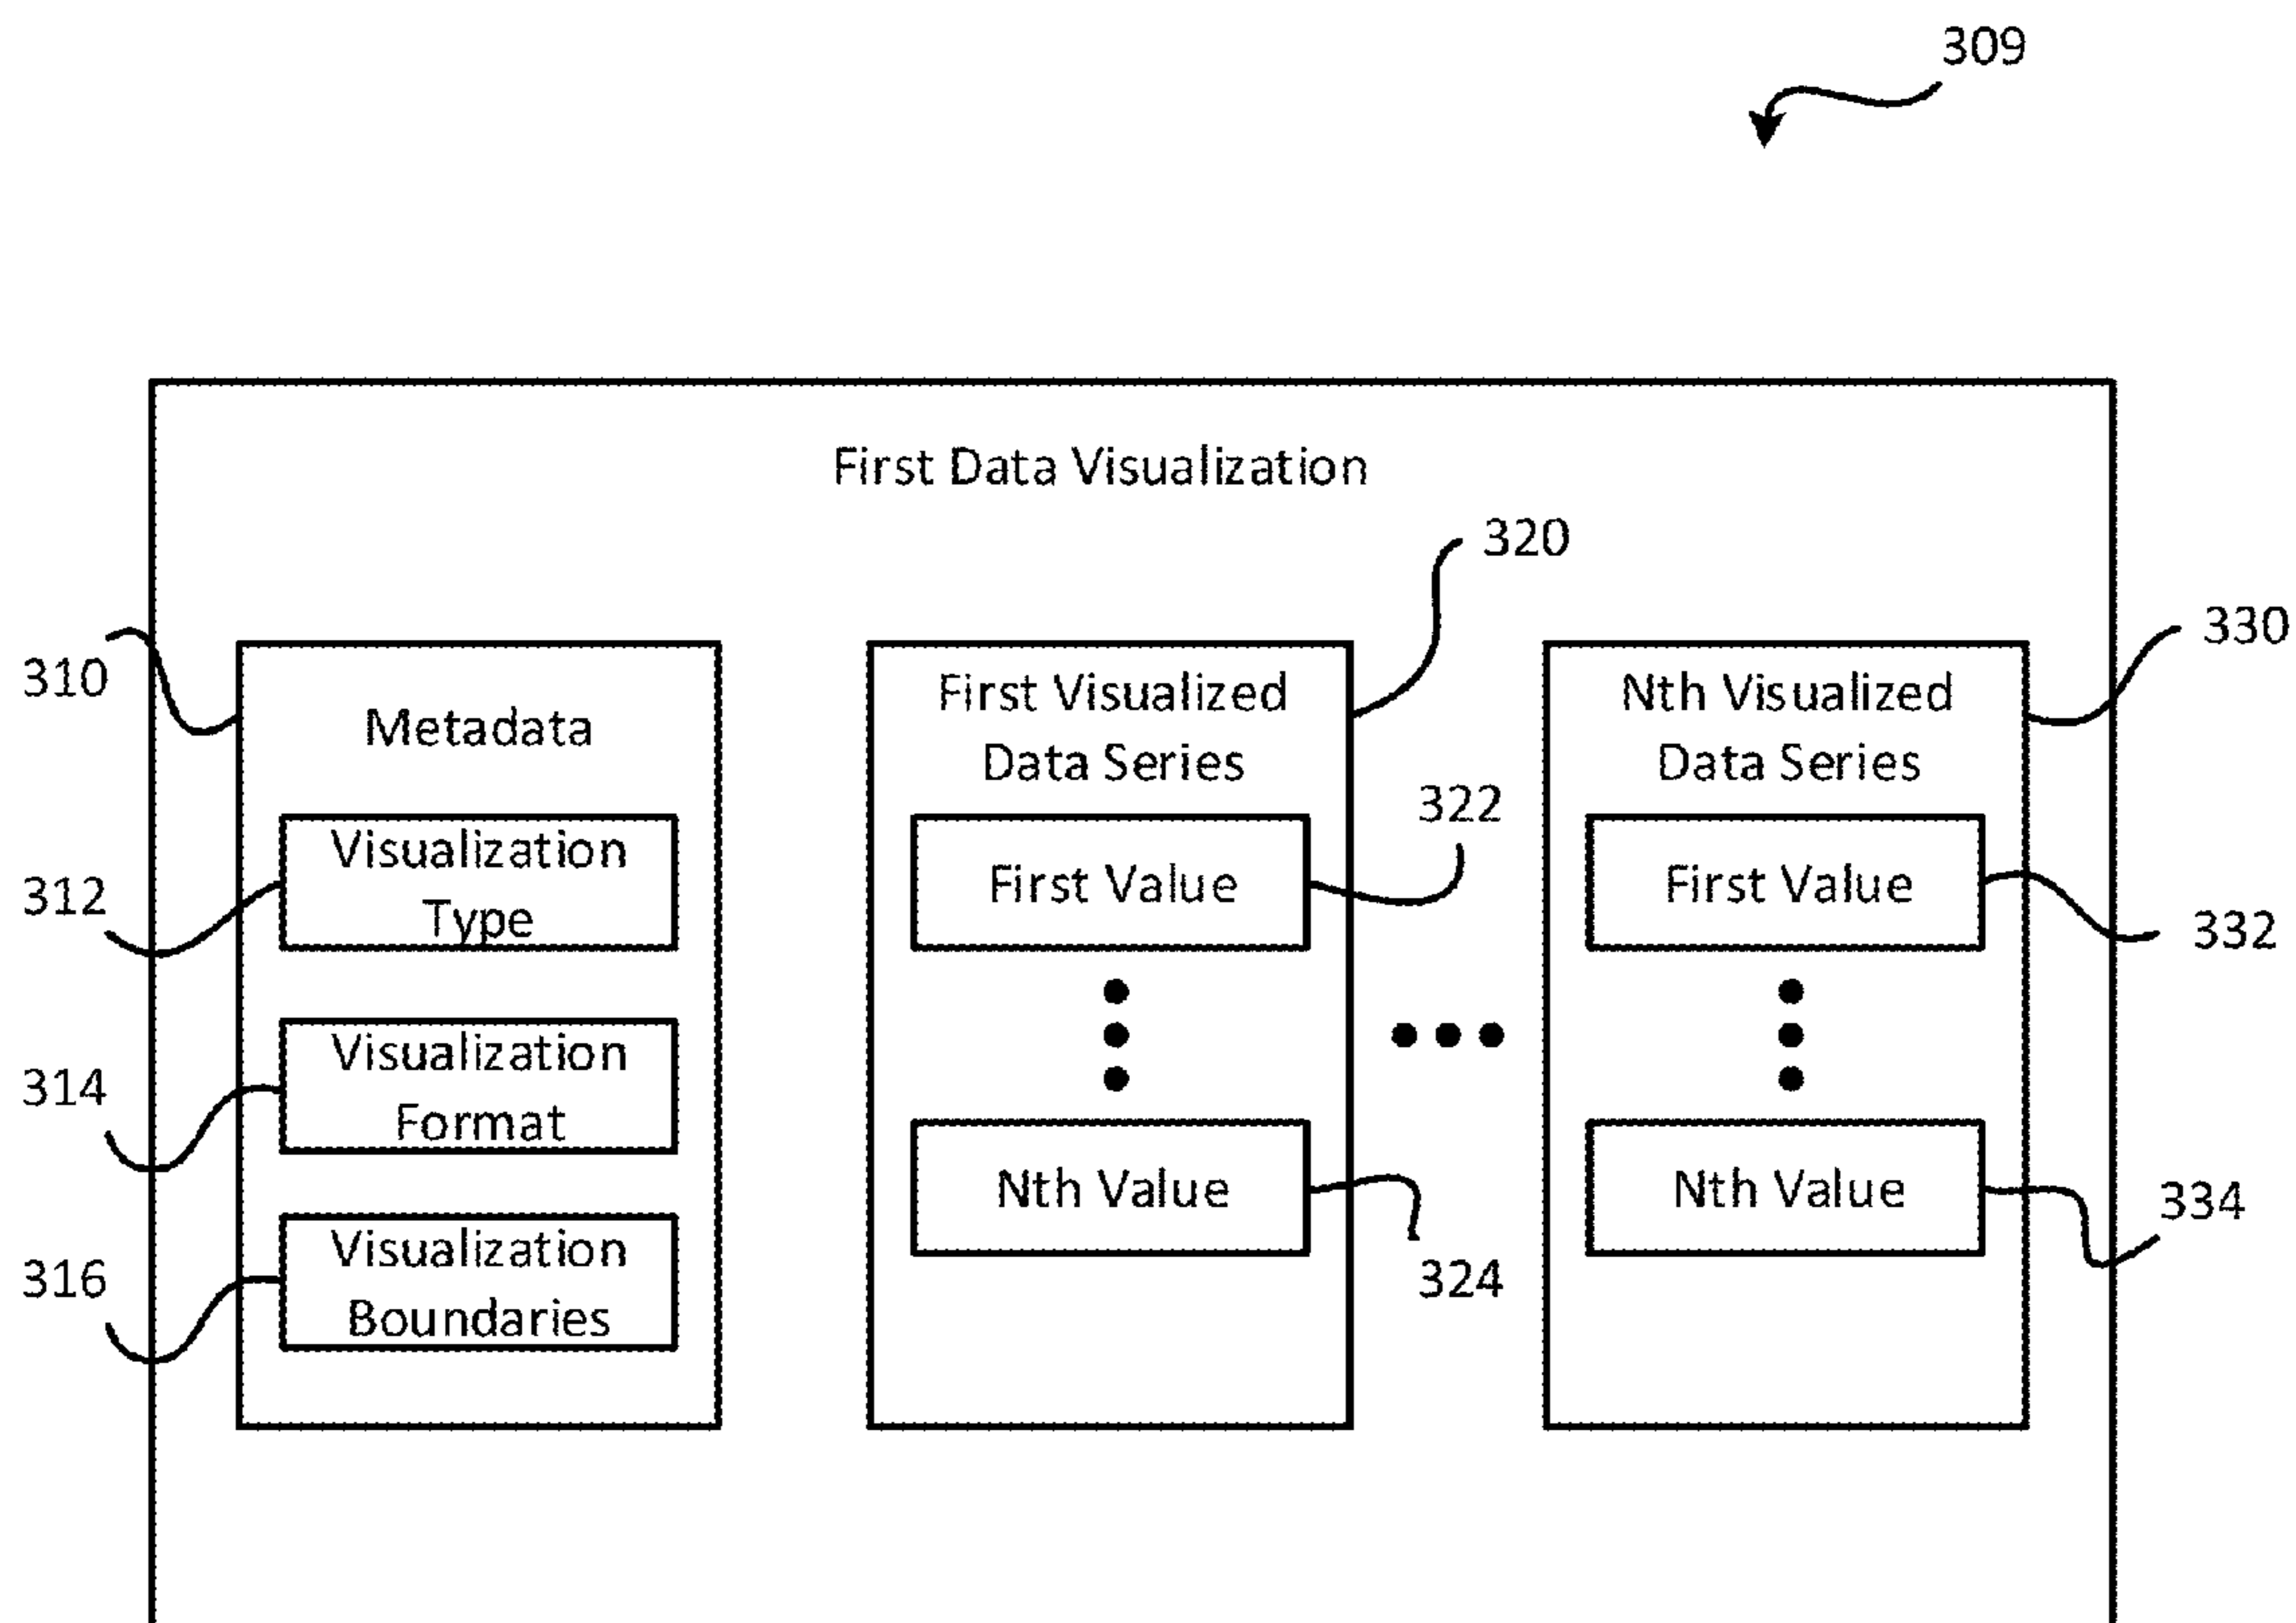 309
First Data Visualization
320
330
310
Metadata
First Visualized
Data Series
Nth Visualized
Data Series
322
312
Visualization
Type
First Value
First Value
332
314
Visualization
Format
316
Visualization
Boundaries
Nth Value
324
Nth Value
334